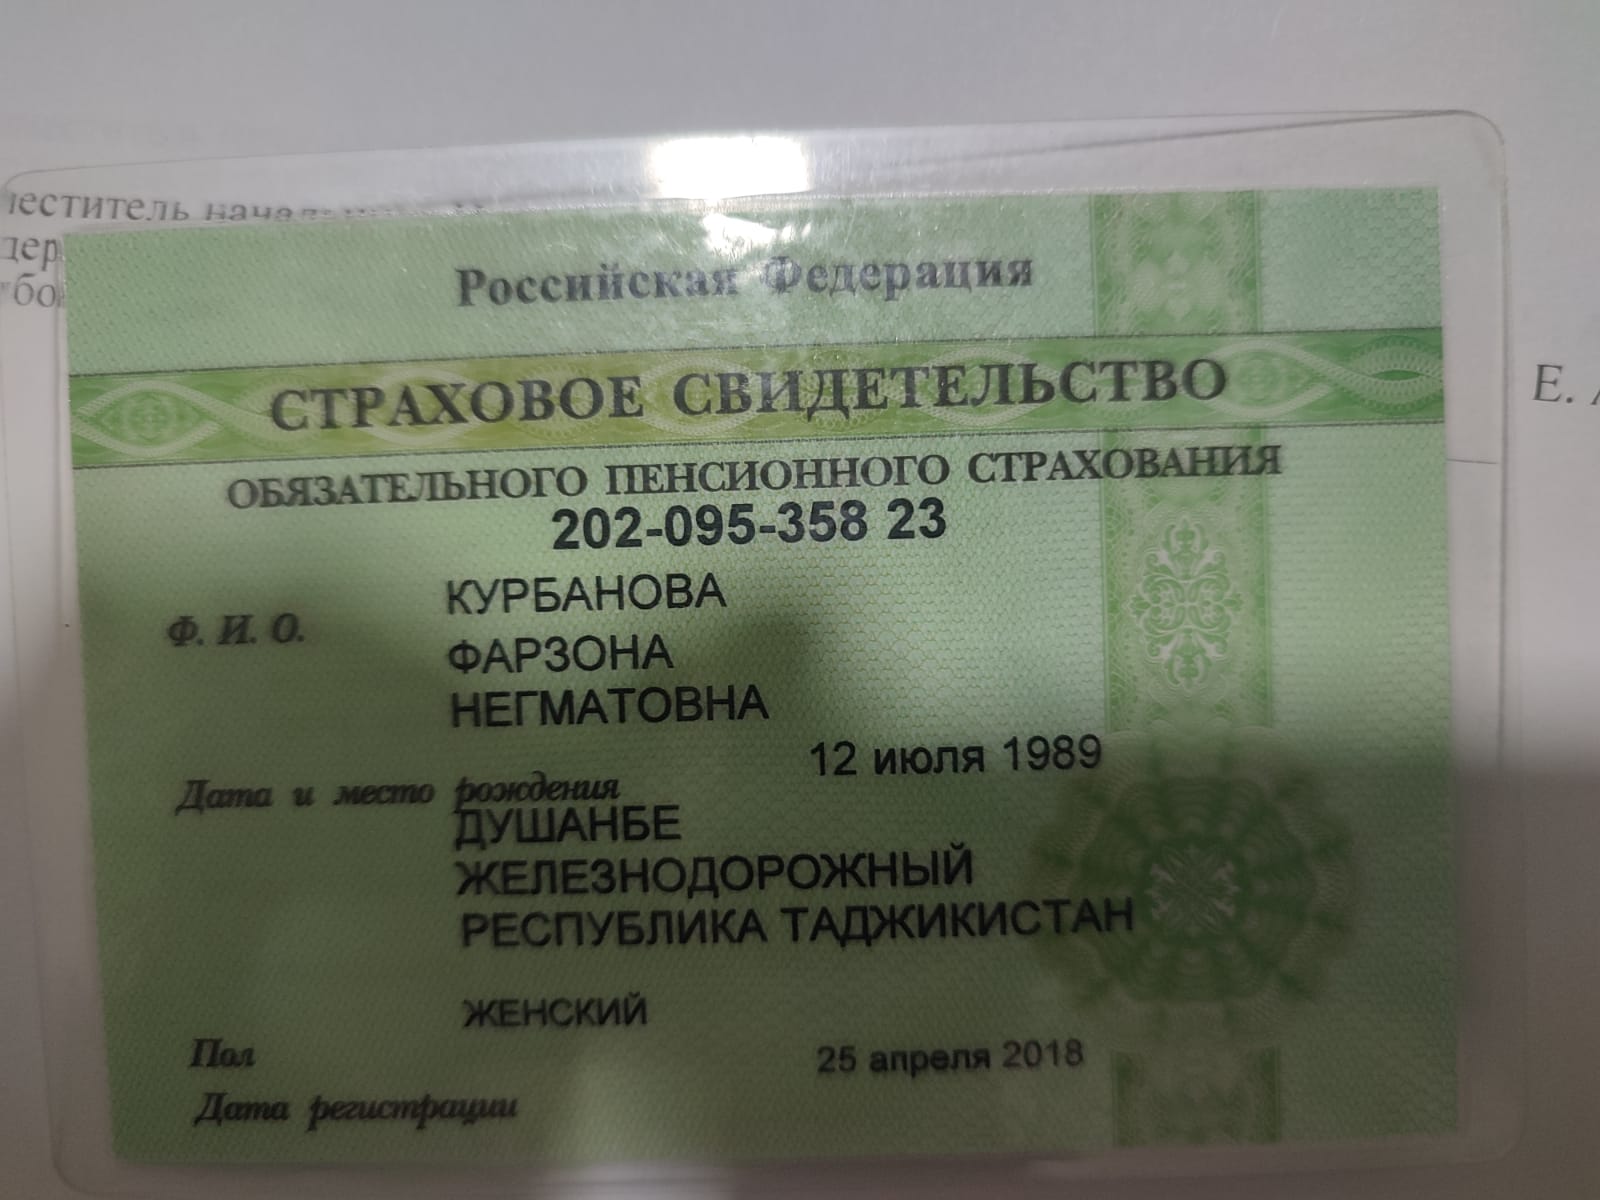 начальника
Е.
Российская Федерация
СТРАХОВОЕ СВИДЕТЕЛЬСТВО
ОБЯЗАТЕЛЬНОГО ПЕНСИОННОГО СТРАХОВАНИЯ
202-095-358 23
Ф. И. О.
КУРБАНОВА
ФАРЗОНА
НЕГМАТОВНА
12 июля 1989
Дата и место рождения
ДУШАНБЕ
ЖЕЛЕЗНОДОРОЖНЫЙ
РЕСПУБЛИКА ТАДЖИКИСТАН
ЖЕНСКИЙ
Пол
25 апреля 2018
Дата регистрации